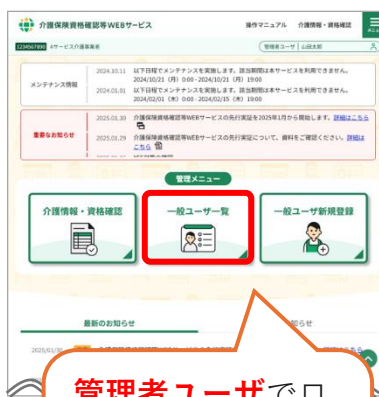 介護保険資格確認等WEBサービス
操作マニュアル 介護情報・資格確認
メニュー
1234567890 4サービス介護事業者
管理者ユーザ 山田太郎
メンテナンス情報
2024.10.11 以下日程でメンテナンスを実施します。該当期間は本サービスを利用できません。
2024/10/21（月）0:00 - 2024/10/21（月）19:00
2024.01.01 以下日程でメンテナンスを実施します。該当期間は本サービスを利用できません。
2024/02/01（木）0:00 - 2024/02/15（木）19:00
重要なお知らせ
2025.01.30 介護保険資格確認等WEBサービスの先行実証を2025年1月から開始します。詳細はこちら
2025.01.29 介護保険資格確認等WEBサービスの先行実証について、資料をご確認ください。詳細は
こちら
管理メニュー
介護情報・資格確認
一般ユーザ一覧
一般ユーザ新規登録
最新のお知らせ
知らせ
2025/01/30
管理者ユーザでロ